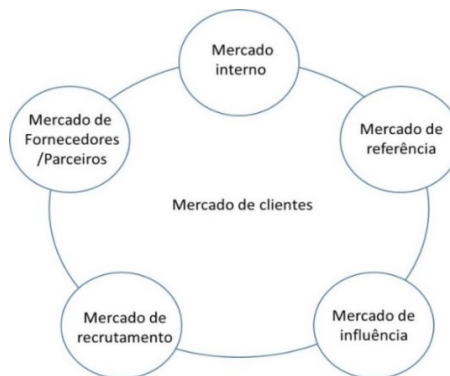 Mercado
interno
Mercado de
Fornecedores
/Parceiros
Mercado de
referência
Mercado de clientes
Mercado de
recrutamento
Mercado de
influência